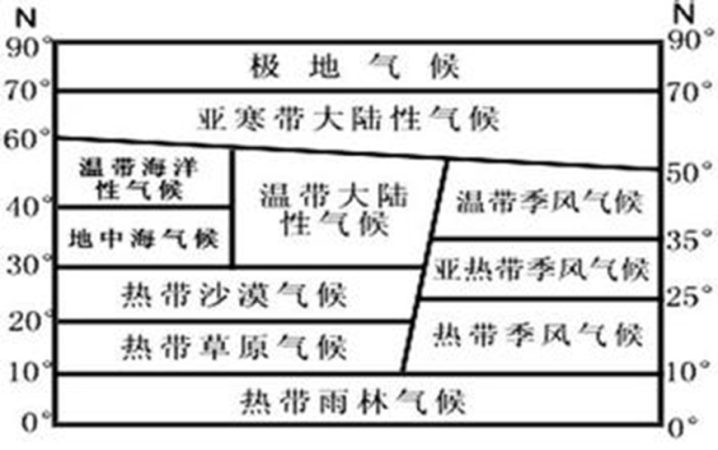 N
N
90°
90°
极地气候
70°
70°
亚寒带大陆性气候
60°
温带海洋
性气候
温带大陆
性气候
50°
温带季风气候
40°
地中海气候
35°
亚热带季风气候
30°
热带沙漠气候
25°
20°
热带草原气候
热带季风气候
10°
10°
热带雨林气候
0°
0°